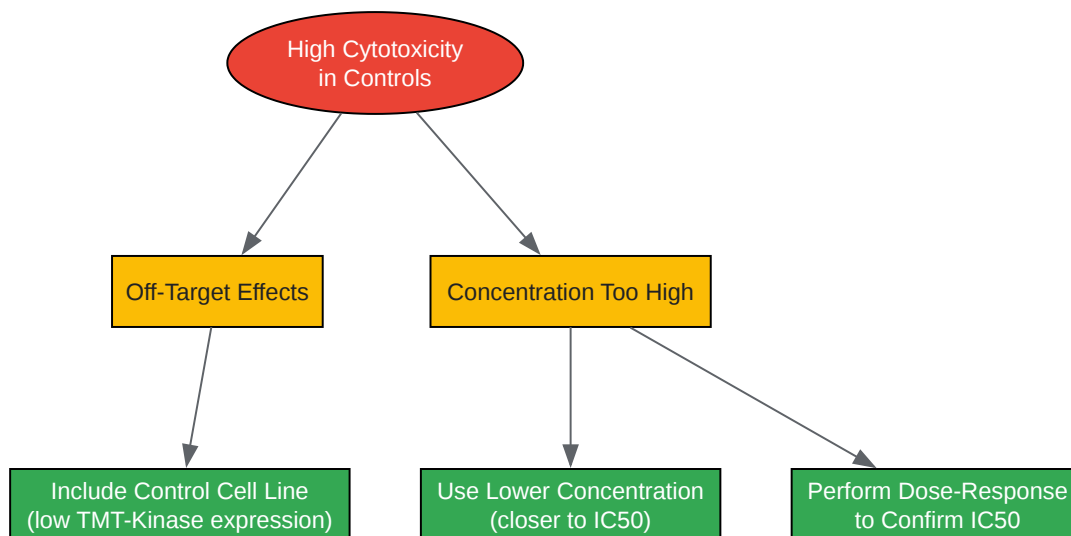 High Cytotoxicity
in Controls
Off-Target Effects
Concentration Too High
Include Control Cell Line
(low TMT-Kinase expression)
Use Lower Concentration
(closer to IC50)
Perform Dose-Response
to Confirm IC50